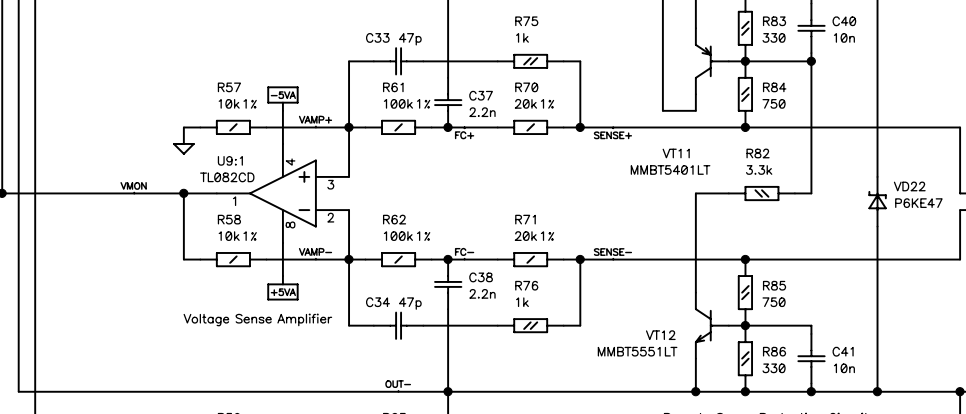 R75
1k
C33 47p
R83
330
C40
10n
R57
10k1%
-5VA
R61
100k1%
C37
2.2n
R70
20k1%
R84
750
VAMP+
FC+
SENSE+
U9:1
TL082CD
4
+
3
VT11
MMBT5401LT
R82
3.3k
VMON
1
-
2
8
VD22
P6KE47
R58
10k1%
R62
100k1%
R71
20k1%
VAMP-
FC-
SENSE-
+5VA
C38
2.2n
R76
1k
C34 47p
R85
750
Voltage Sense Amplifier
VT12
MMBT5551LT
R86
330
C41
10n
OUT-